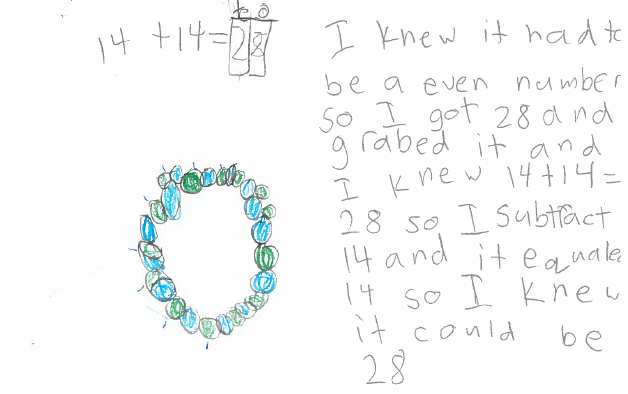 t o
14 + 14 = 28
I knew it had to
be a even number
so I got 28 and
grabed it and
I knew 14+14=
28 so I subtract
14 and it equale
14 so I knew
it could be
28